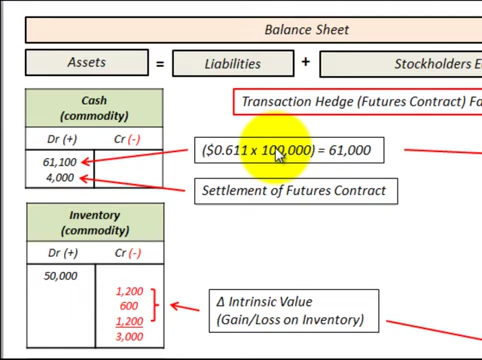 Balance Sheet
Assets = Liabilities + Stockholders E
Transaction Hedge (Futures Contract) Fa
Cash
(commodity)
Dr (+) Cr (-)
61,100
4,000
($0.611 x 100,000) = 61,000
Settlement of Futures Contract
Inventory
(commodity)
Dr (+) Cr (-)
50,000
1,200
600
1,200
3,000
Δ Intrinsic Value
(Gain/Loss on Inventory)